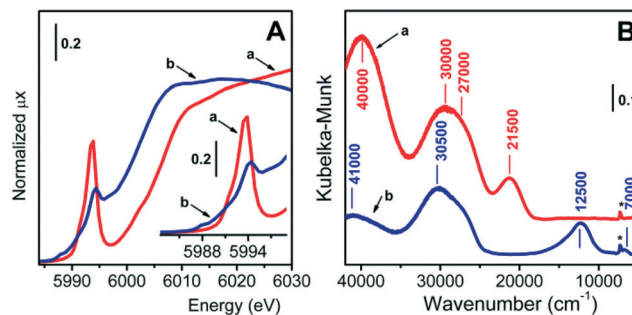 A
0.2
a
b
Normalized µx
a
0.2
b
5988 5994
5990 6000 6010 6020 6030
Energy (eV)
B
a
0.1
40000
30000
27000
21500
Kubelka-Munk
41000
b
30500
12500
7000
*
*
40000 30000 20000 10000
Wavenumber (cm⁻¹)